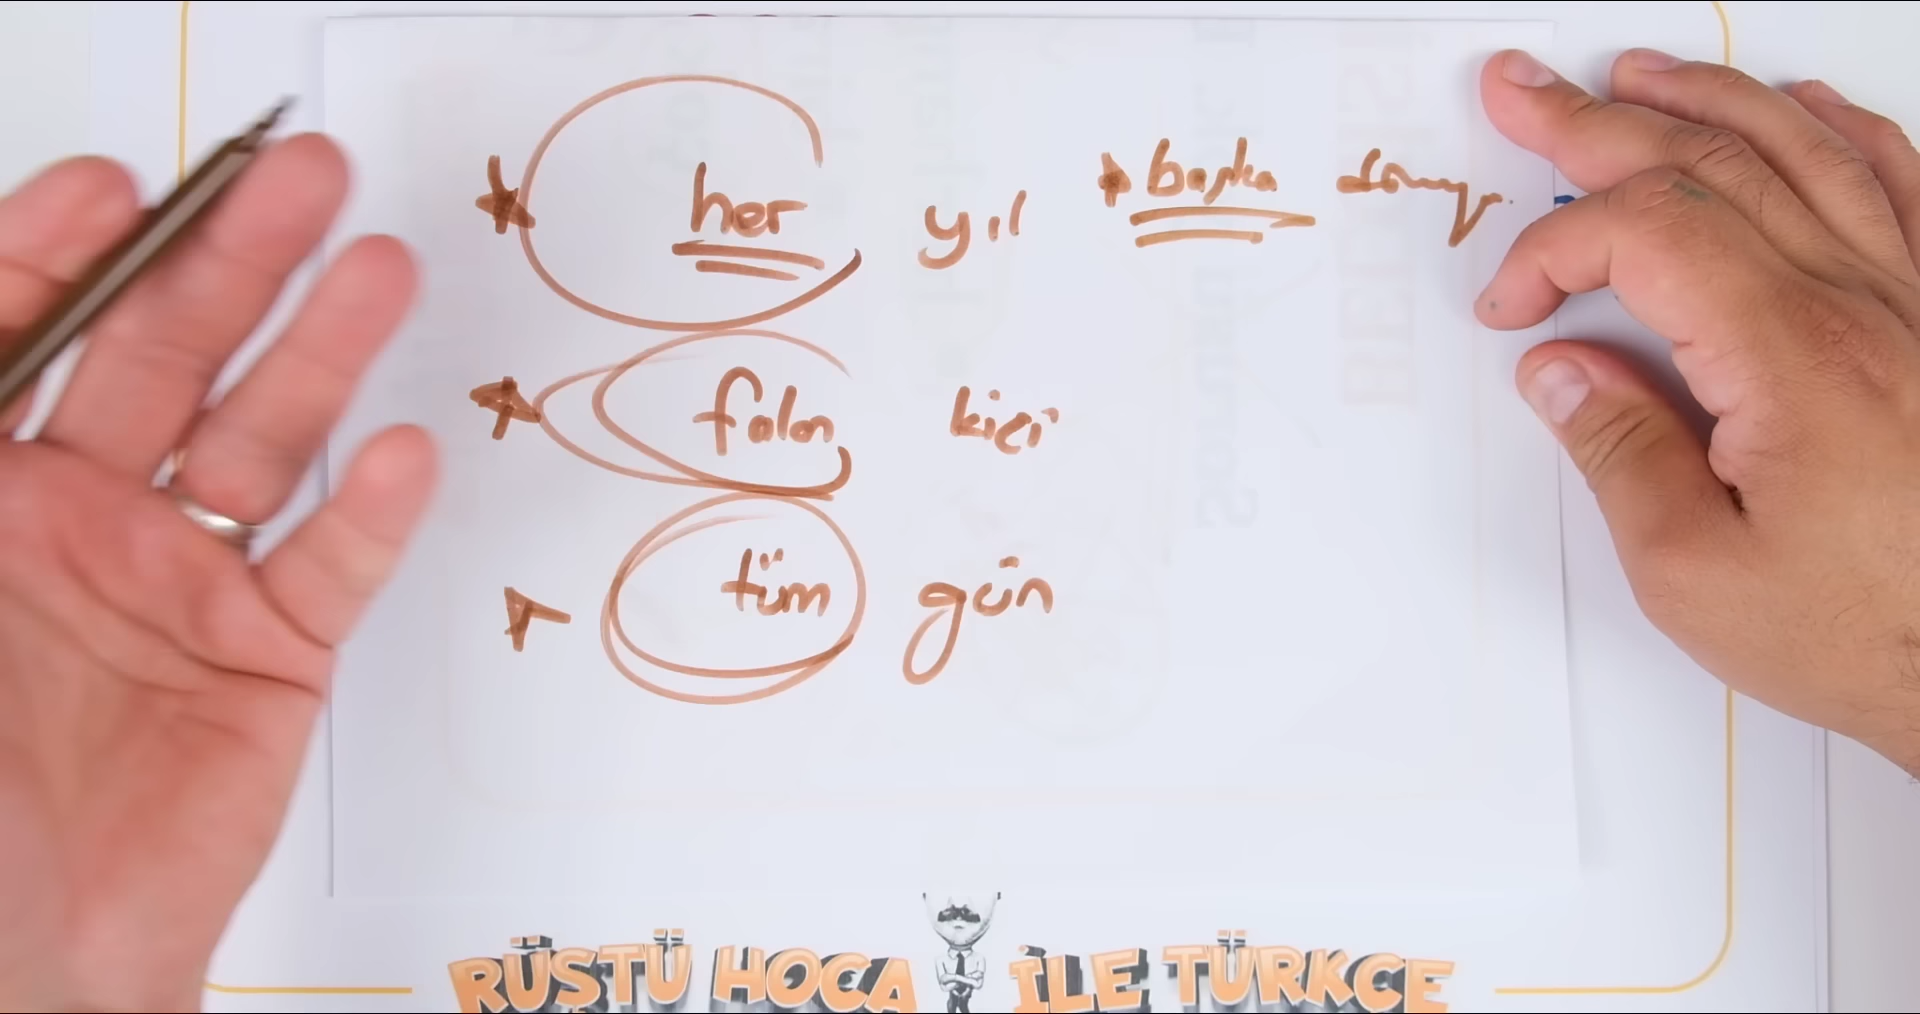 her yıl
başka
falan kişi
tüm gün
RÜŞTÜ HOCA İLE TÜRKÇE